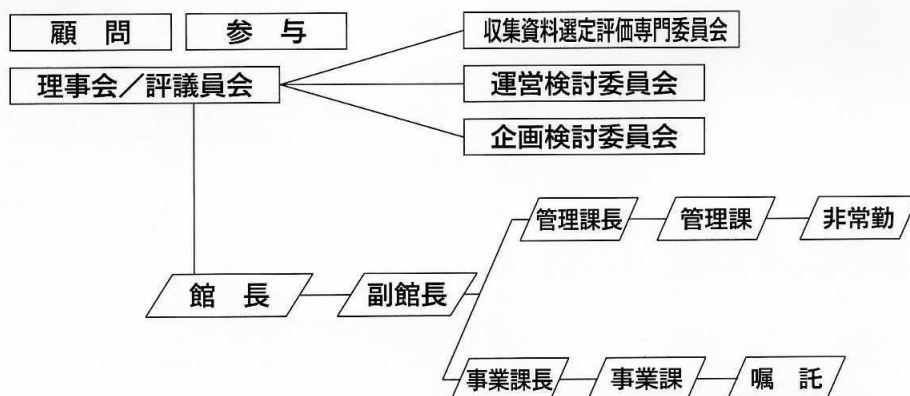 顧 問
参 与
収集資料選定評価専門委員会
理事会／評議員会
運営検討委員会
企画検討委員会
管理課長
管理課
非常勤
館 長
副館長
事業課長
事業課
嘱 託